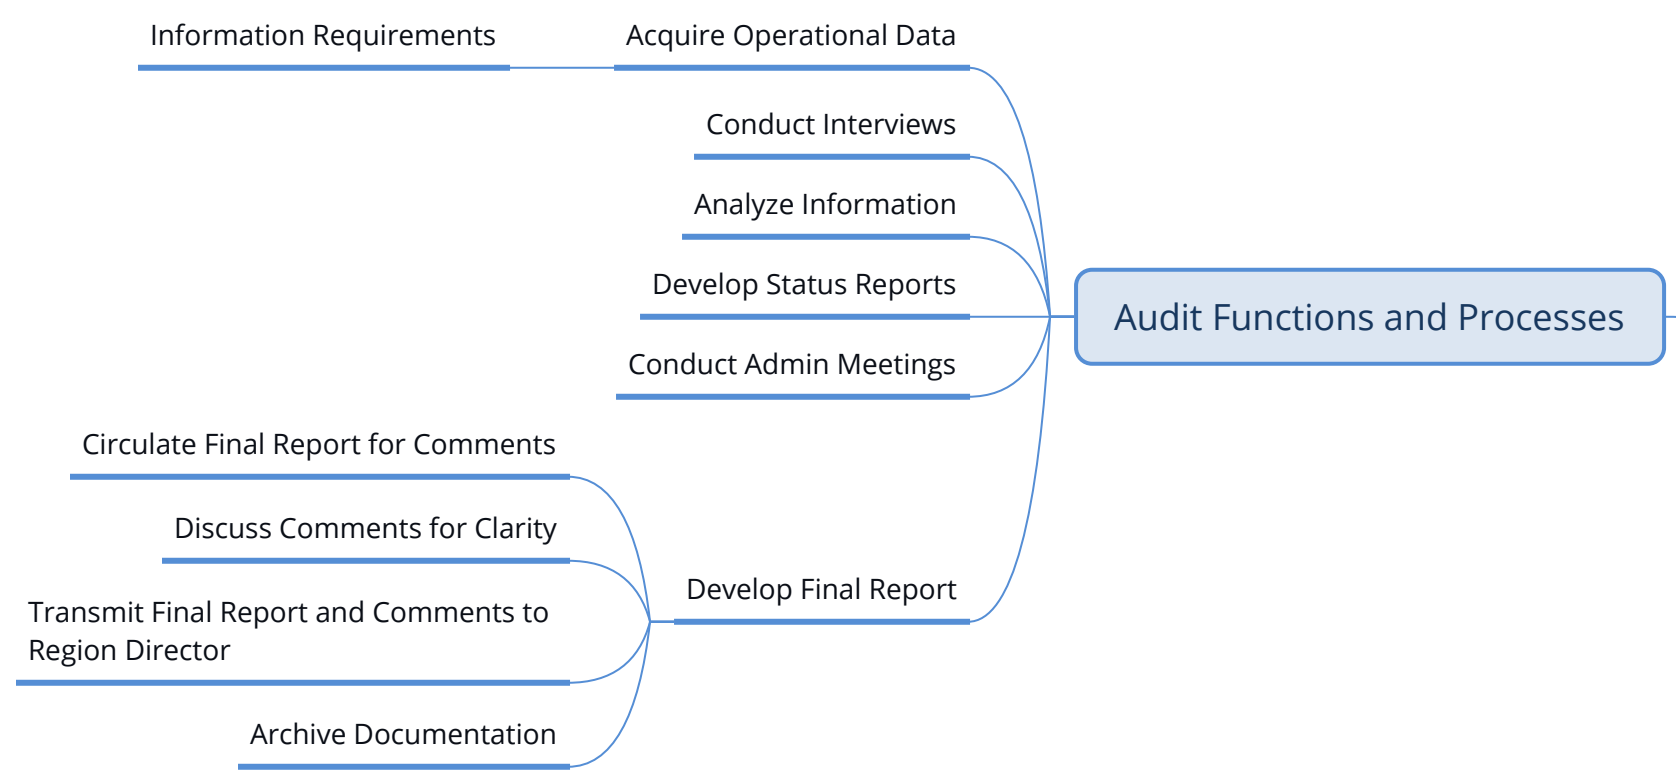 Information Requirements
Acquire Operational Data
Conduct Interviews
Analyze Information
Develop Status Reports
Audit Functions and Processes
Conduct Admin Meetings
Circulate Final Report for Comments
Discuss Comments for Clarity
Develop Final Report
Transmit Final Report and Comments to
Region Director
Archive Documentation